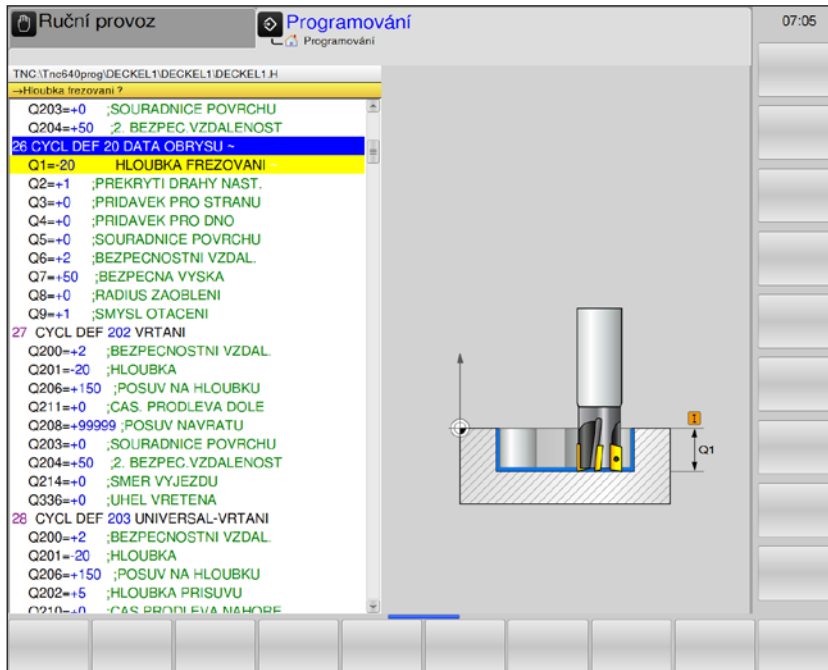 Ruční provoz
Programování
Programování
07:05
TNC:\Tnc640prog\DECKEL1\DECKEL1\DECKEL1.H
→Hloubka frezovani ?
Q203=+0 ;SOURADNICE POVRCHU
Q204=+50 ;2. BEZPEC.VZDALENOST
26 CYCL DEF 20 DATA OBRYSU ~
Q1=-20 HLOUBKA FREZOVANI ~
Q2=+1 ;PREKRYTI DRAHY NAST.
Q3=+0 ;PRIDAVEK PRO STRANU
Q4=+0 ;PRIDAVEK PRO DNO
Q5=+0 ;SOURADNICE POVRCHU
Q6=+2 ;BEZPECNOSTNI VZDAL.
Q7=+50 ;BEZPECNA VYSKA
Q8=+0 ;RADIUS ZAOBLENI
Q9=+1 ;SMYSL OTACENI
27 CYCL DEF 202 VRTANI
Q200=+2 ;BEZPECNOSTNI VZDAL.
Q201=-20 ;HLOUBKA
Q206=+150 ;POSUV NA HLOUBKU
Q211=+0 ;CAS. PRODLEVA DOLE
Q208=+99999 ;POSUV NAVRATU
Q203=+0 ;SOURADNICE POVRCHU
Q204=+50 ;2. BEZPEC.VZDALENOST
Q214=+0 ;SMER VYJEZDU
Q336=+0 ;UHEL VRETENA
28 CYCL DEF 203 UNIVERSAL-VRTANI
Q200=+2 ;BEZPECNOSTNI VZDAL.
Q201=-20 ;HLOUBKA
Q206=+150 ;POSUV NA HLOUBKU
Q202=+5 ;HLOUBKA PRISUVU
Q210=+0 ;CAS.PRODLEVA NAHORE
I
Q1